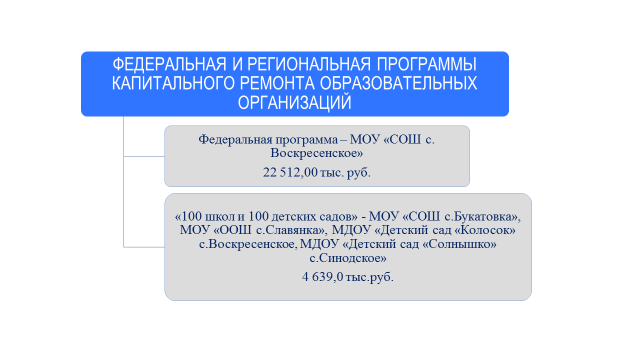 ФЕДЕРАЛЬНАЯ И РЕГИОНАЛЬНАЯ ПРОГРАММЫ
КАПИТАЛЬНОГО РЕМОНТА ОБРАЗОВАТЕЛЬНЫХ
ОРГАНИЗАЦИЙ
Федеральная программа – МОУ «СОШ с.
Воскресенское»
22 512,00 тыс. руб.
«100 школ и 100 детских садов» - МОУ «СОШ с.Букатовка»,
МОУ «ООШ с.Славянка», МДОУ «Детский сад «Колосок»
с.Воскресенское, МДОУ «Детский сад «Солнышко»
с.Синодское»
4 639,0 тыс.руб.